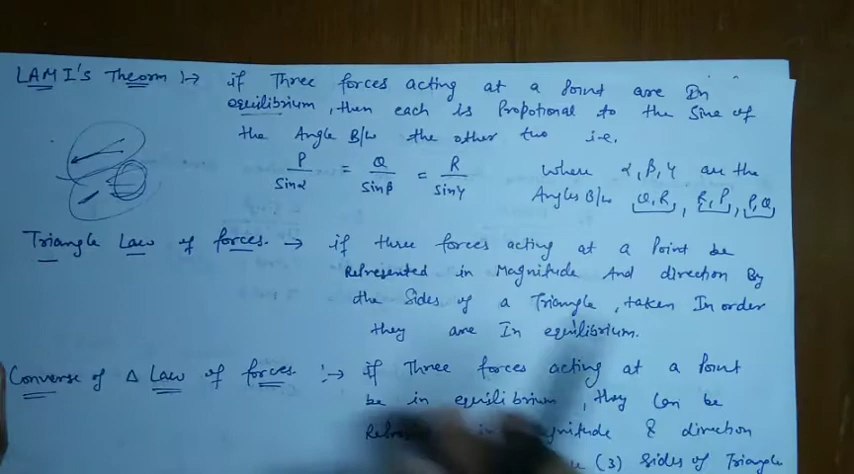 LAMI's Theorm :→ if Three forces acting at a Point are In
equilibrium, then each is Propotional to the Sine of
the Angle B/w the other two i.e.
P/Sinα = Q/Sinβ = R/Sinγ where α, β, γ are the
Angles B/w Q,R, R,P, P,Q
Triangle Law of forces. → if three forces acting at a Point be
Represented in Magnitude And direction By
the Sides of a Triangle, taken In order
they are In equilibrium.
Converse of Δ Law of forces :→ if Three forces acting at a Point
be in equilibrium, they Can be
& direction
(3) Sides of Triangle